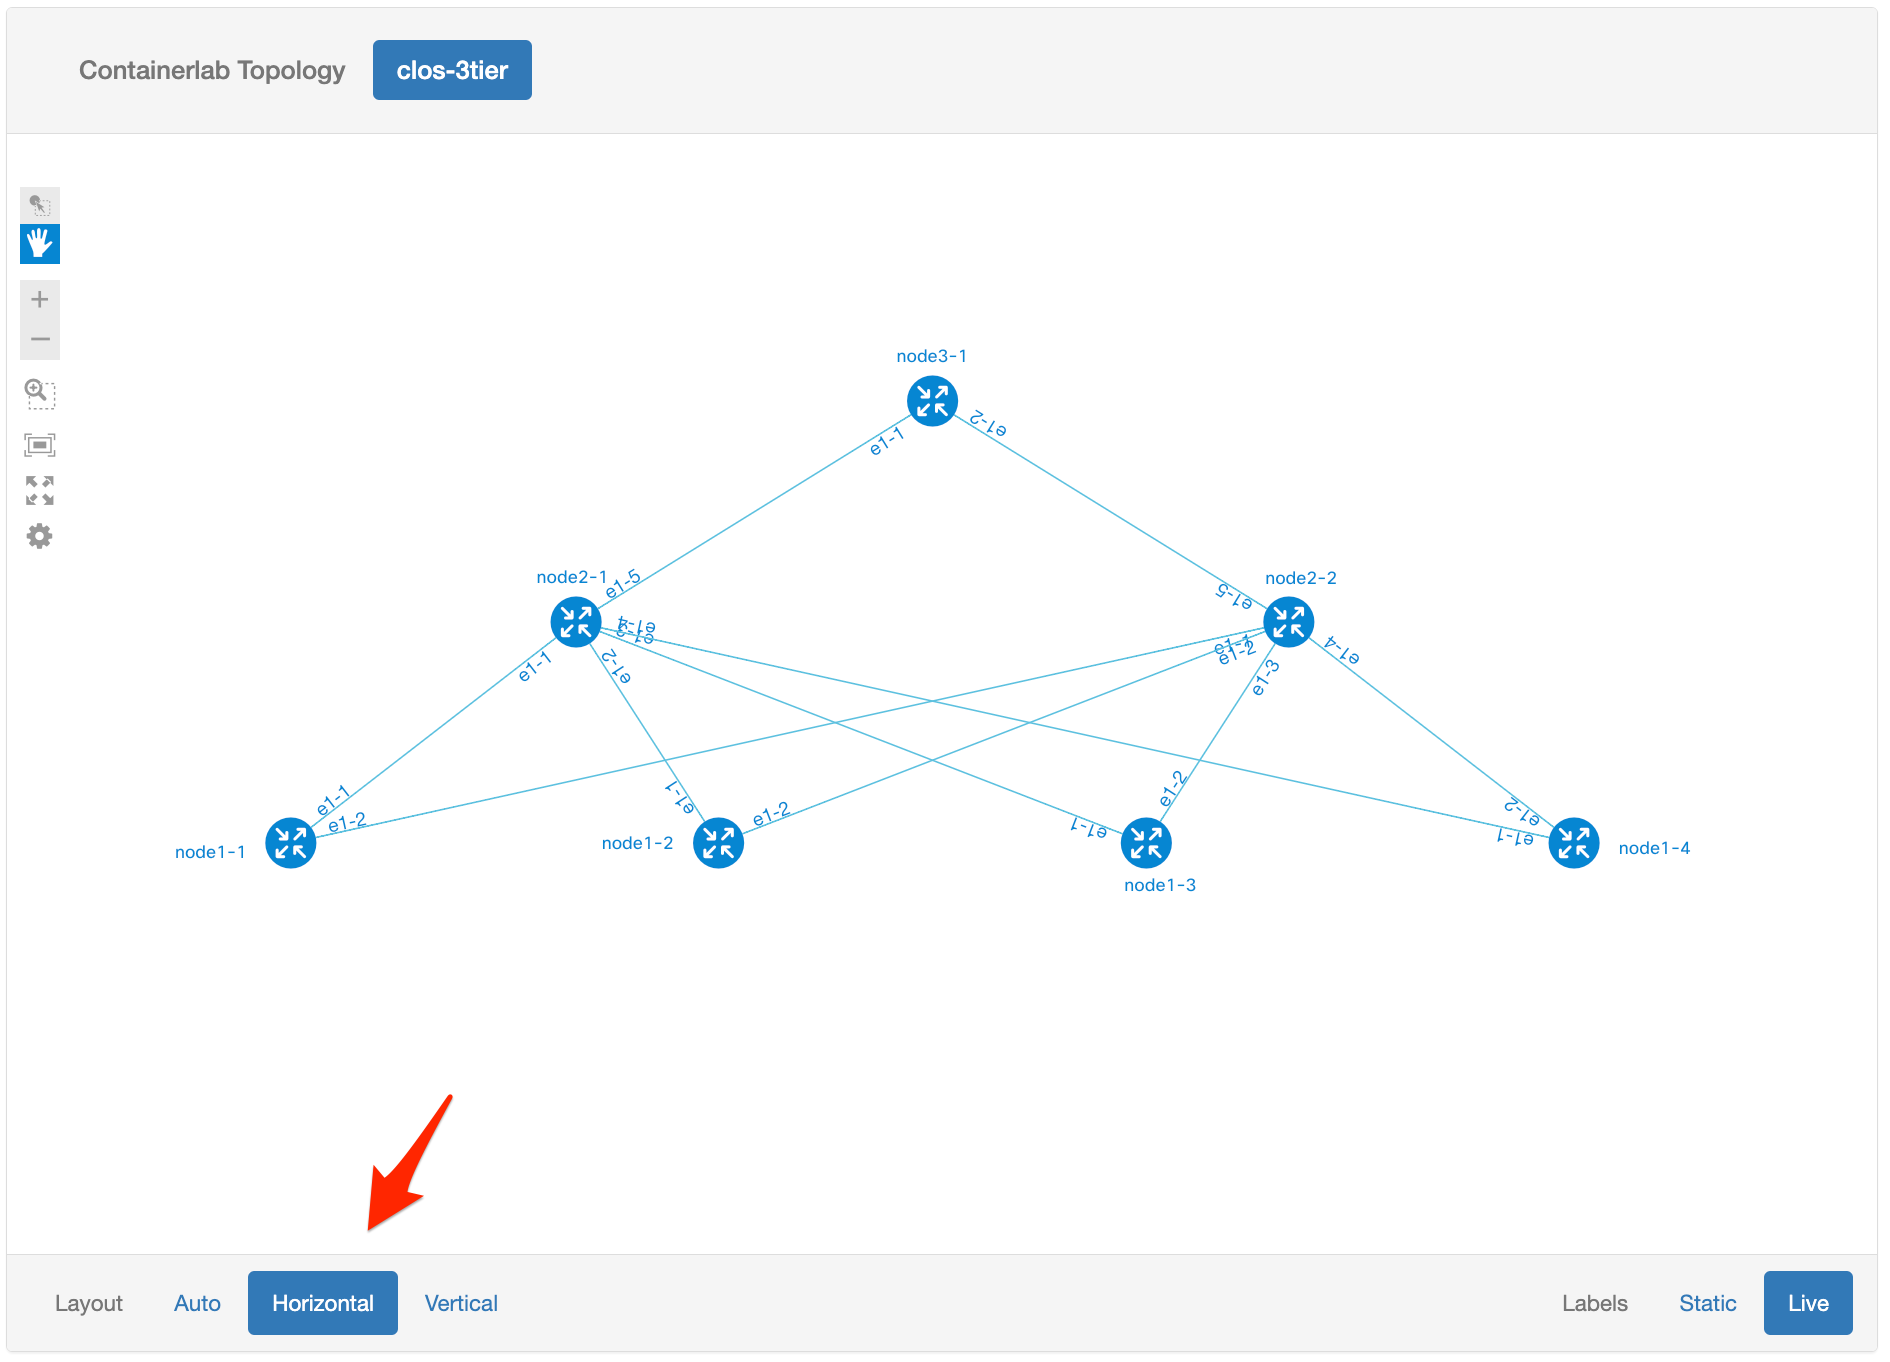 Containerlab Topology clos-3tier
node3-1
e1-2
e1-1
node2-1
e1-5
node2-2
e1-5
e1-4
e1-3
e1-1
e1-2
e1-4
e1-1
e1-2
e1-3
e1-1
e1-2
e1-1
e1-2
e1-2
e1-1
e1-2
e1-1
node1-1
node1-2
node1-3
node1-4
Layout Auto Horizontal Vertical Labels Static Live